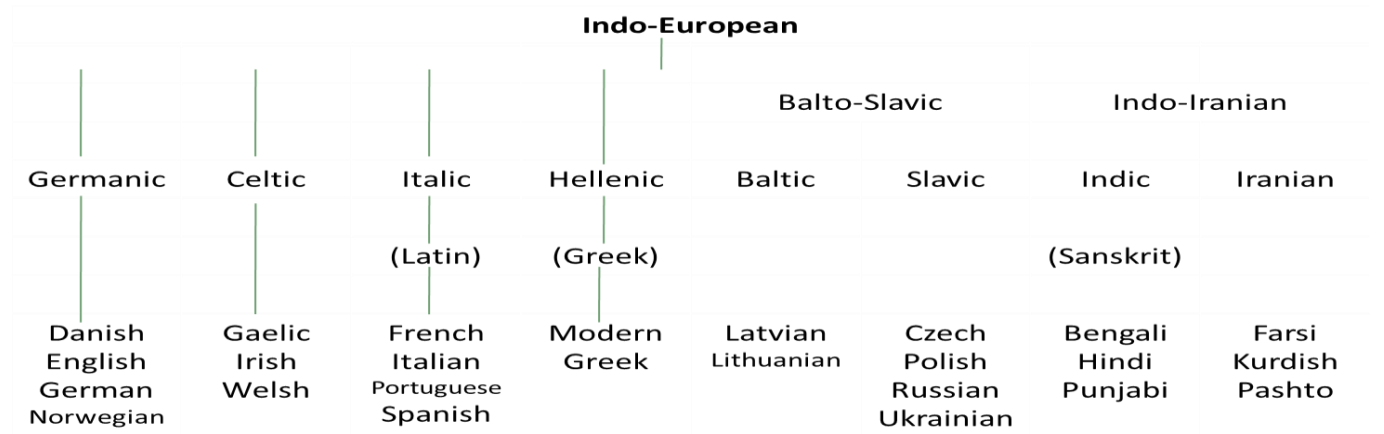 Indo-European
Balto-Slavic Indo-Iranian
Germanic Celtic Italic Hellenic Baltic Slavic Indic Iranian
(Latin) (Greek) (Sanskrit)
Danish Gaelic French Modern Latvian Czech Bengali Farsi
English Irish Italian Greek Lithuanian Polish Hindi Kurdish
German Welsh Portuguese Russian Punjabi Pashto
Norwegian Spanish Ukrainian